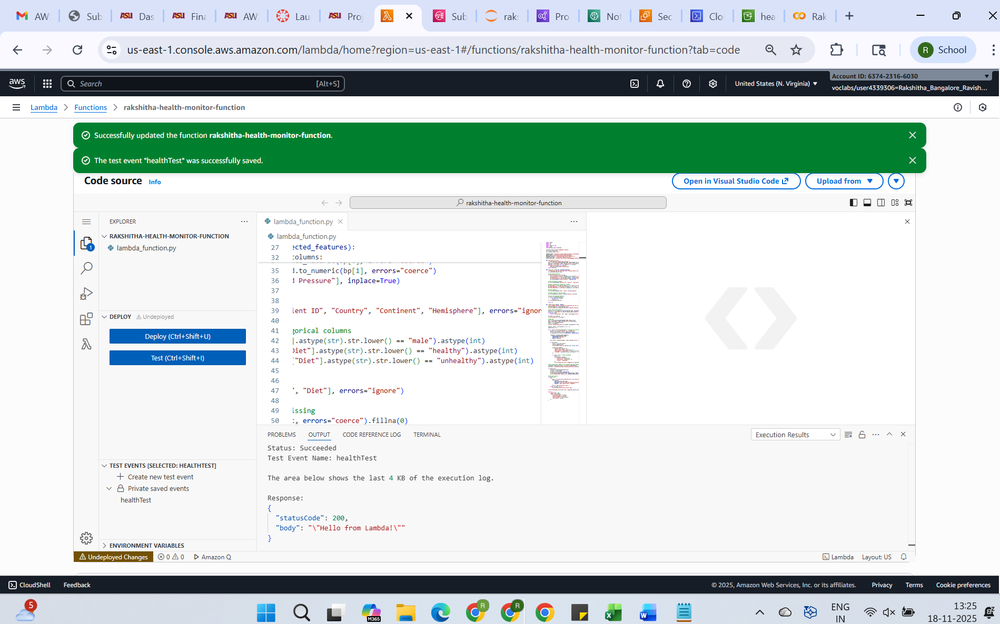 AW
Sub
ASU Das
ASU Fina
ASU AW
Lau
ASU Proj
Sub
raks
Pro
Not
Sec
Clo
hea
Rak
us-east-1.console.aws.amazon.com/lambda/home?region=us-east-1#/functions/rakshitha-health-monitor-function?tab=code
R School
aws
Search [Alt+S]
United States (N. Virginia)
Account ID: 6374-2316-6030
voclabs/user4339306=Rakshitha_Bangalore_Ravish...
Lambda > Functions > rakshitha-health-monitor-function
Successfully updated the function rakshitha-health-monitor-function.
The test event "healthTest" was successfully saved.
Code source Info
Open in Visual Studio Code
Upload from
rakshitha-health-monitor-function
EXPLORER
RAKSHITHA-HEALTH-MONITOR-FUNCTION
1
lambda_function.py
DEPLOY Undeployed
Deploy (Ctrl+Shift+U)
Test (Ctrl+Shift+I)
TEST EVENTS [SELECTED: HEALTHTEST]
Create new test event
Private saved events
healthTest
ENVIRONMENT VARIABLES
lambda_function.py
lambda_function.py
27 ected_features):
32 columns:
35 d.to_numeric(bp[1], errors="coerce")
36 d Pressure"], inplace=True)
37
38
39 ient ID", "Country", "Continent", "Hemisphere"], errors="ignor
40
41 gorical columns
42 ].astype(str).str.lower() == "male").astype(int)
43 Diet"].astype(str).str.lower() == "healthy").astype(int)
44 ["Diet"].astype(str).str.lower() == "unhealthy").astype(int)
45
46
47 ", "Diet"], errors="ignore")
48
49 issing
50 t, errors="coerce").fillna(0)
PROBLEMS OUTPUT CODE REFERENCE LOG TERMINAL
Execution Results
Status: Succeeded
Test Event Name: healthTest
The area below shows the last 4 KB of the execution log.
Response:
{
"statusCode": 200,
"body": "\"Hello from Lambda!\""
}
Undeployed Changes 0 0 Amazon Q
Lambda Layout: US
CloudShell Feedback
© 2025, Amazon Web Services, Inc. or its affiliates. Privacy Terms Cookie preferences
5
M365
R
R
ENG
IN
13:25
18-11-2025